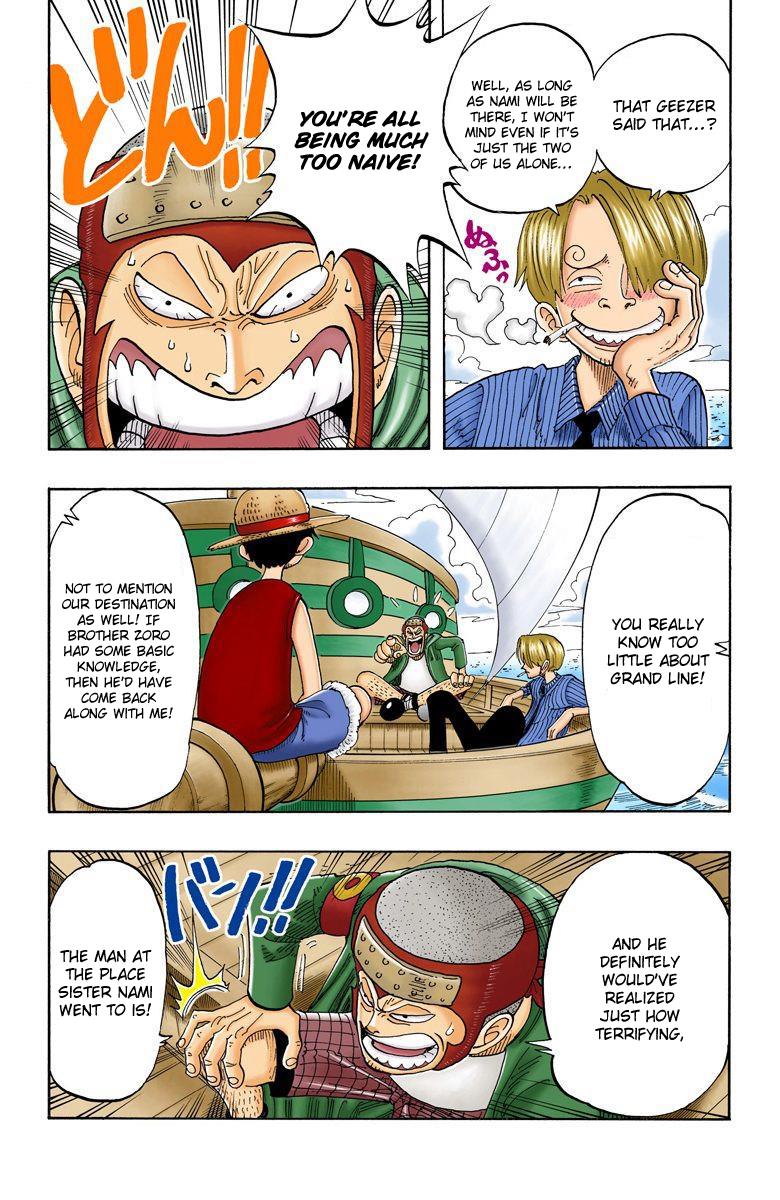 THAT GEEZER
SAID THAT...?
WELL, AS LONG
AS NAMI WILL BE
THERE, I WON'T
MIND EVEN IF IT'S
JUST THE TWO
OF US ALONE...
ぬふっ
YOU'RE ALL
BEING MUCH
TOO NAIVE!
どん!!
YOU REALLY
KNOW TOO
LITTLE ABOUT
GRAND LINE!
NOT TO MENTION
OUR DESTINATION
AS WELL! IF
BROTHER ZORO
HAD SOME BASIC
KNOWLEDGE,
THEN HE'D HAVE
COME BACK
ALONG WITH ME!
AND HE
DEFINITELY
WOULD'VE
REALIZED
JUST HOW
TERRIFYING,
バン!!
THE MAN AT
THE PLACE
SISTER NAMI
WENT TO IS!